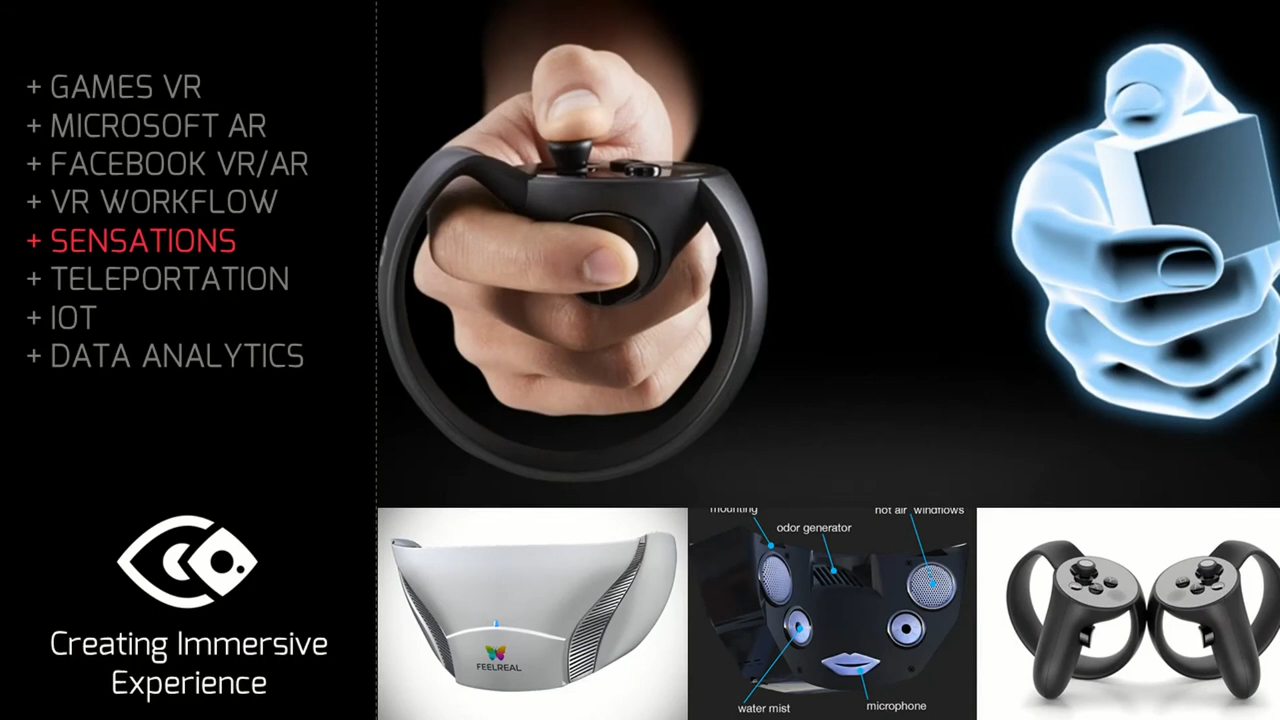 + GAMES VR
+ MICROSOFT AR
+ FACEBOOK VR/AR
+ VR WORKFLOW
+ SENSATIONS
+ TELEPORTATION
+ IOT
+ DATA ANALYTICS
Creating Immersive
Experience
FEELREAL
mounting
odor generator
hot air windflows
water mist
microphone